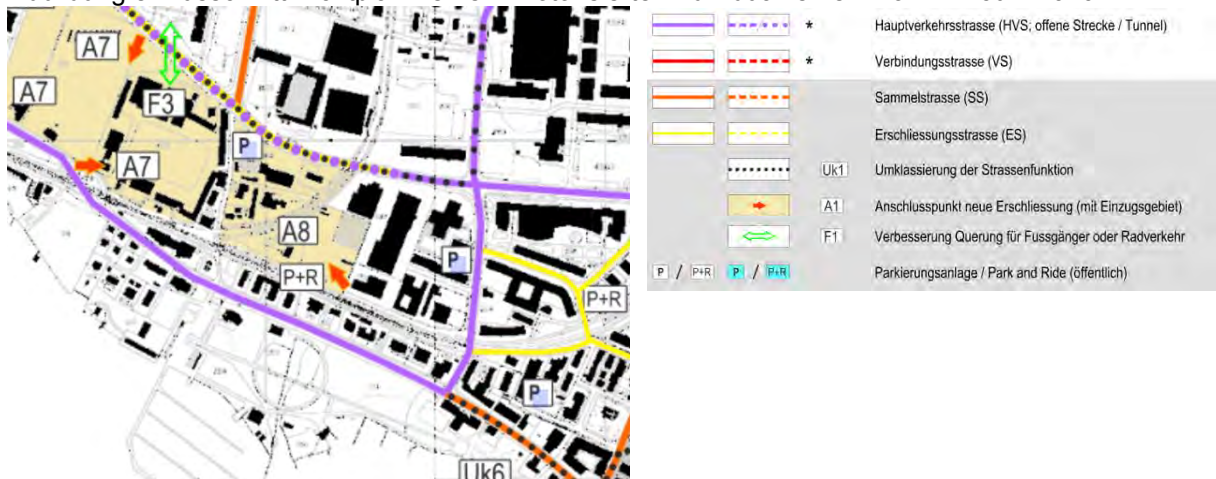 A7
F3
A7
A7
P
A8
P+R
P
P+R
P
Uk6
* Hauptverkehrsstrasse (HVS; offene Strecke / Tunnel)
* Verbindungsstrasse (VS)
Sammelstrasse (SS)
Erschliessungsstrasse (ES)
Uk1 Umklassierung der Strassenfunktion
A1 Anschlusspunkt neue Erschliessung (mit Einzugsgebiet)
F1 Verbesserung Querung für Fussgänger oder Radverkehr
P / P+R P / P+R Parkierungsanlage / Park and Ride (öffentlich)